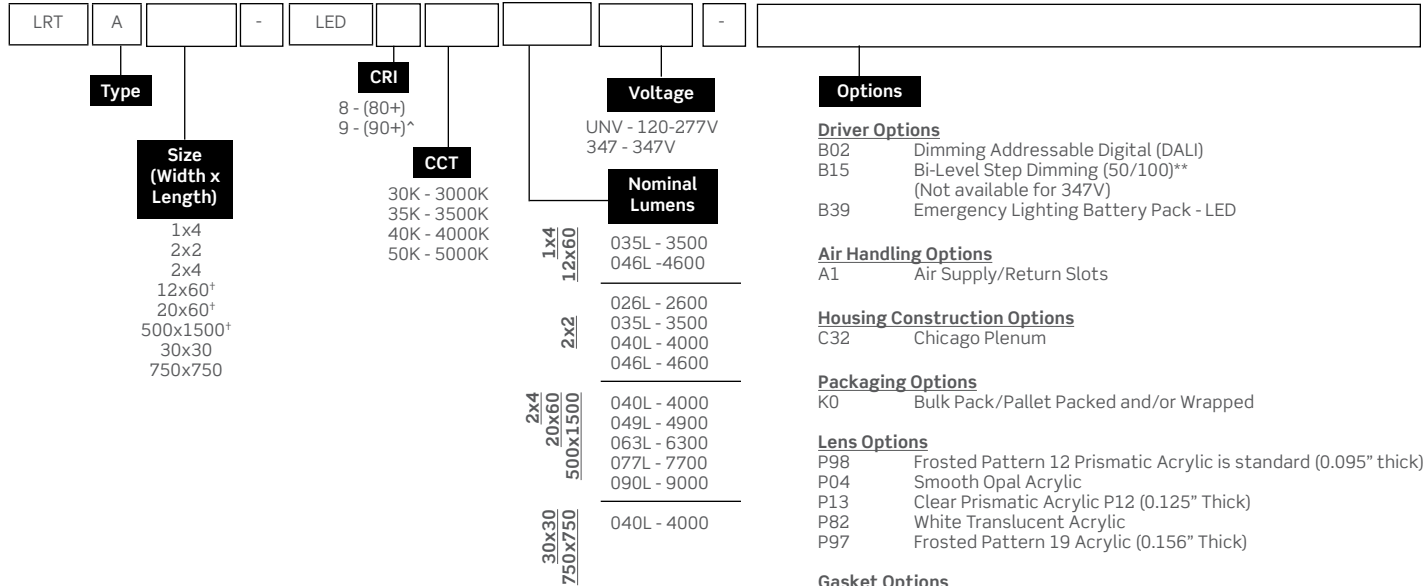 LRT A - LED -
Type
Size
(Width x
Length)
1x4
2x2
2x4
12x60†
20x60†
500x1500†
30x30
750x750
CRI
8 - (80+)
9 - (90+)^
CCT
30K - 3000K
35K - 3500K
40K - 4000K
50K - 5000K
Voltage
UNV - 120-277V
347 - 347V
Nominal
Lumens
1x4
12x60
035L - 3500
046L -4600
2x2
026L - 2600
035L - 3500
040L - 4000
046L - 4600
2x4
20x60
500x1500
040L - 4000
049L - 4900
063L - 6300
077L - 7700
090L - 9000
30x30
750x750
040L - 4000
Options
Driver Options
B02 Dimming Addressable Digital (DALI)
B15 Bi-Level Step Dimming (50/100)**
(Not available for 347V)
B39 Emergency Lighting Battery Pack - LED
Air Handling Options
A1 Air Supply/Return Slots
Housing Construction Options
C32 Chicago Plenum
Packaging Options
K0 Bulk Pack/Pallet Packed and/or Wrapped
Lens Options
P98 Frosted Pattern 12 Prismatic Acrylic is standard (0.095” thick)
P04 Smooth Opal Acrylic
P13 Clear Prismatic Acrylic P12 (0.125” Thick)
P82 White Translucent Acrylic
P97 Frosted Pattern 19 Acrylic (0.156” Thick)
Gasket Options